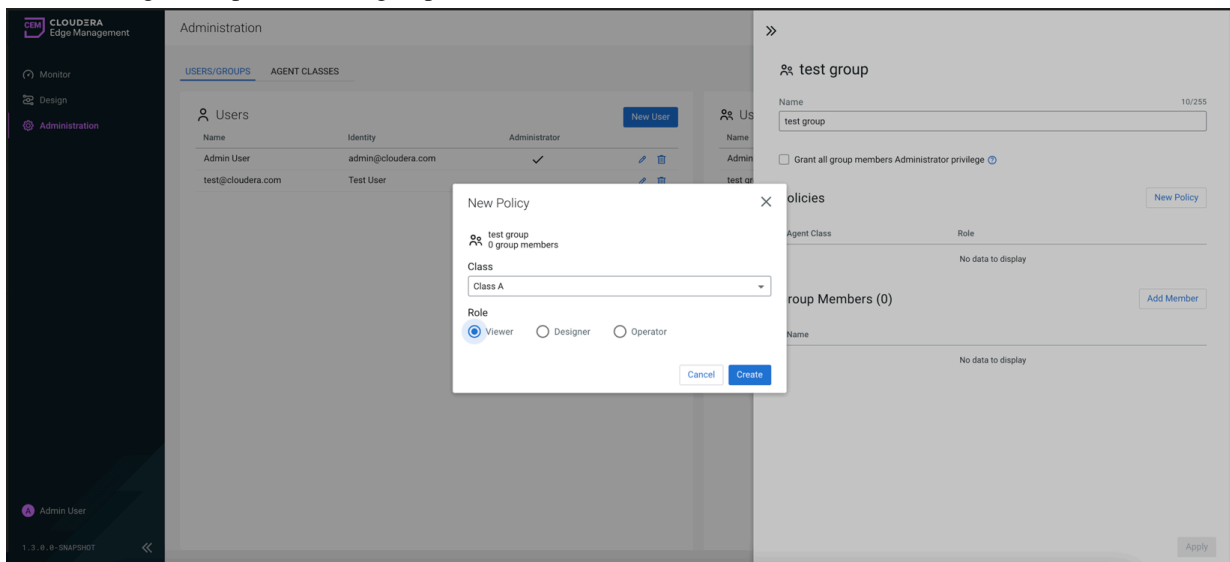 CEM CLOUDERA
Edge Management
Monitor
Design
Administration
Admin User
1.3.0.0-SNAPSHOT
Administration
USERS/GROUPS AGENT CLASSES
Users
New User
Name Identity Administrator
Admin User admin@cloudera.com
test@cloudera.com Test User
Us
Name
Admin
test gr
New Policy
test group
0 group members
Class
Class A
Role
Viewer Designer Operator
Cancel Create
test group
Name 10/255
test group
Grant all group members Administrator privilege
olicies New Policy
Agent Class Role
No data to display
roup Members (0) Add Member
Name
No data to display
Apply